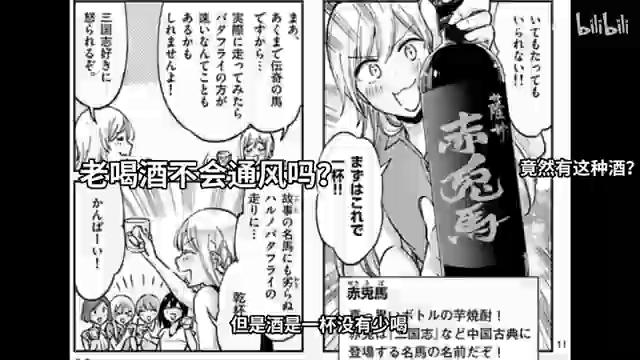 bilibili
いてもたっても
いられない!!
薩サ
赤兎馬
まずはこれで
一杯!!
竟然有这种酒？
赤兎馬
ボトルの芋焼酎！
『三国志』など中国古典に
登場する名馬の名前だぞ！
11
まあ、
あくまで伝奇の馬
ですから…
実際に走ってみたら
バタフライの方が
速いなんてことも
あるかも
しれませんよ！
三国志好きに
怒られるぞ。
老喝酒不会通风吗？
故事の名馬にも劣らぬ
ハルノバタフライの
走りに…
乾杯
かんぱーい！
但是酒是一杯没有少喝